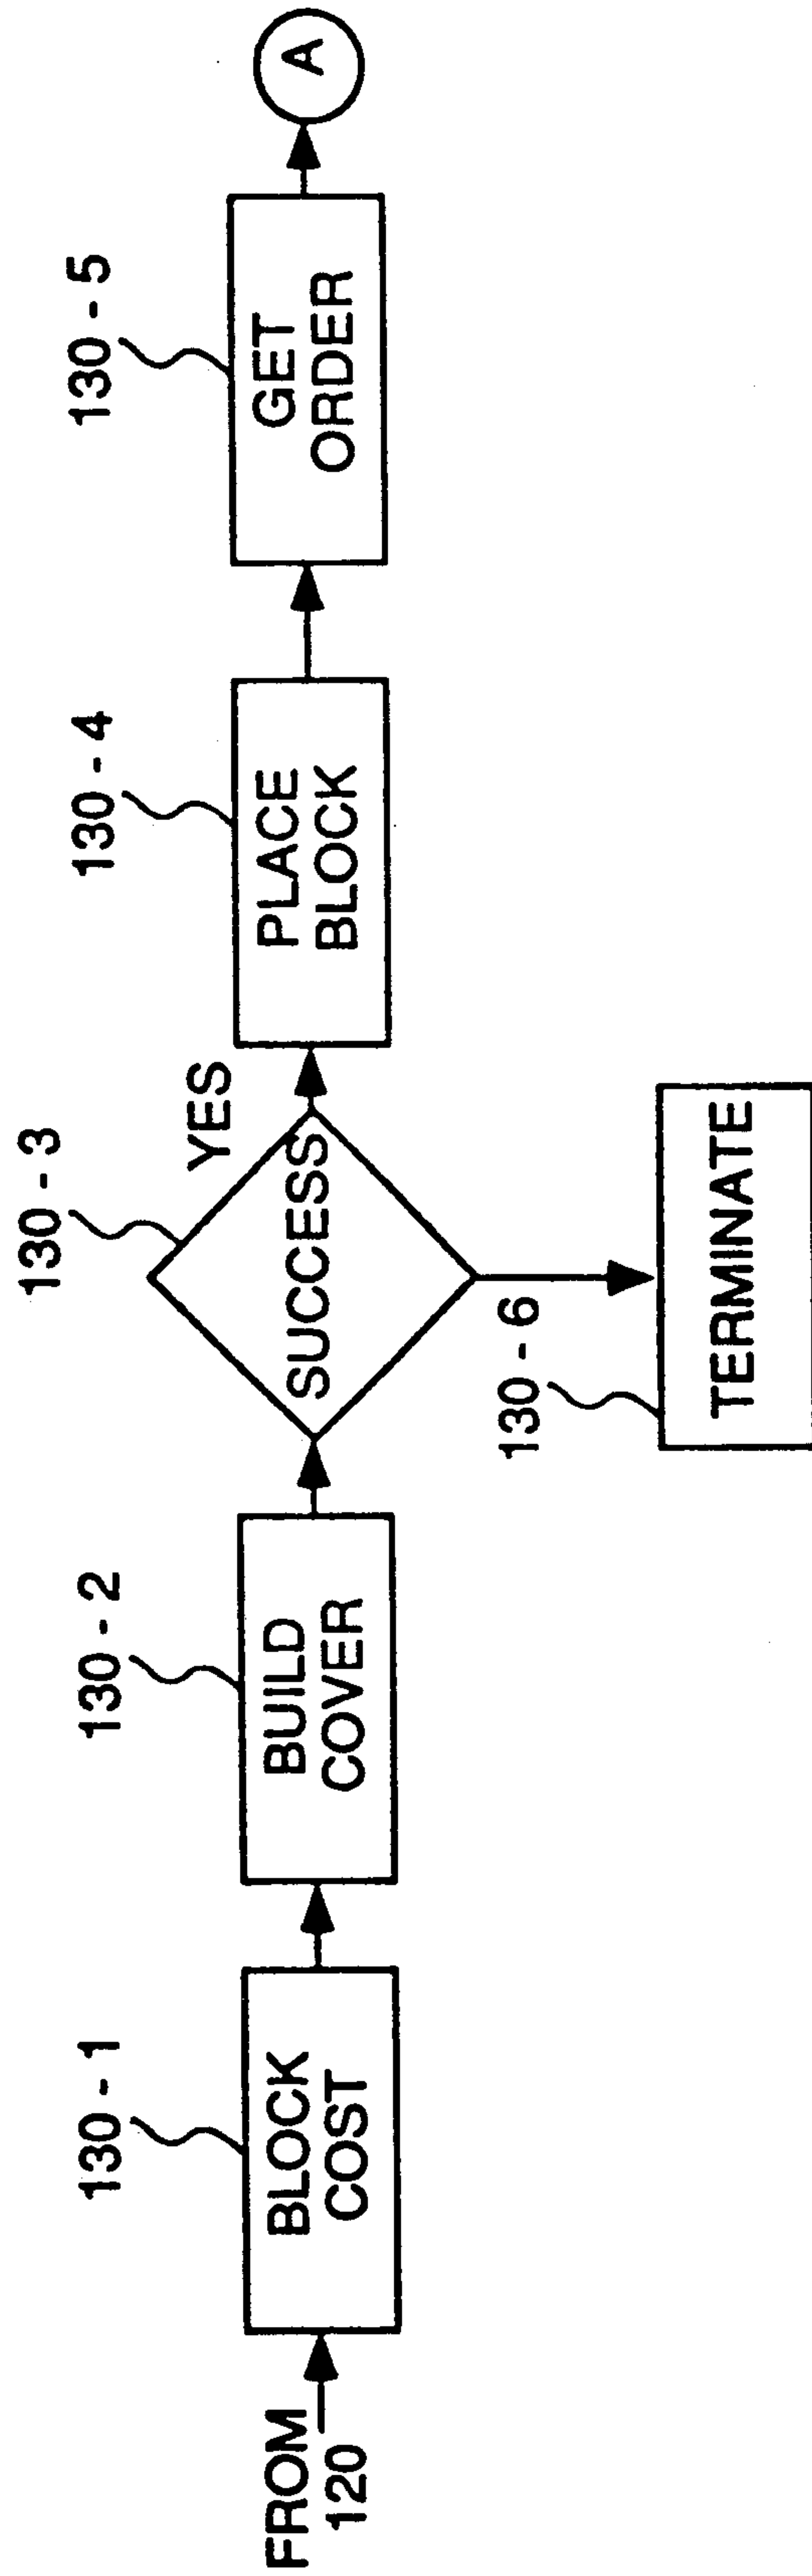 FROM
120
130 - 1
BLOCK
COST
130 - 2
BUILD
COVER
130 - 3
SUCCESS
YES
130 - 4
PLACE
BLOCK
130 - 5
GET
ORDER
A
130 - 6
TERMINATE